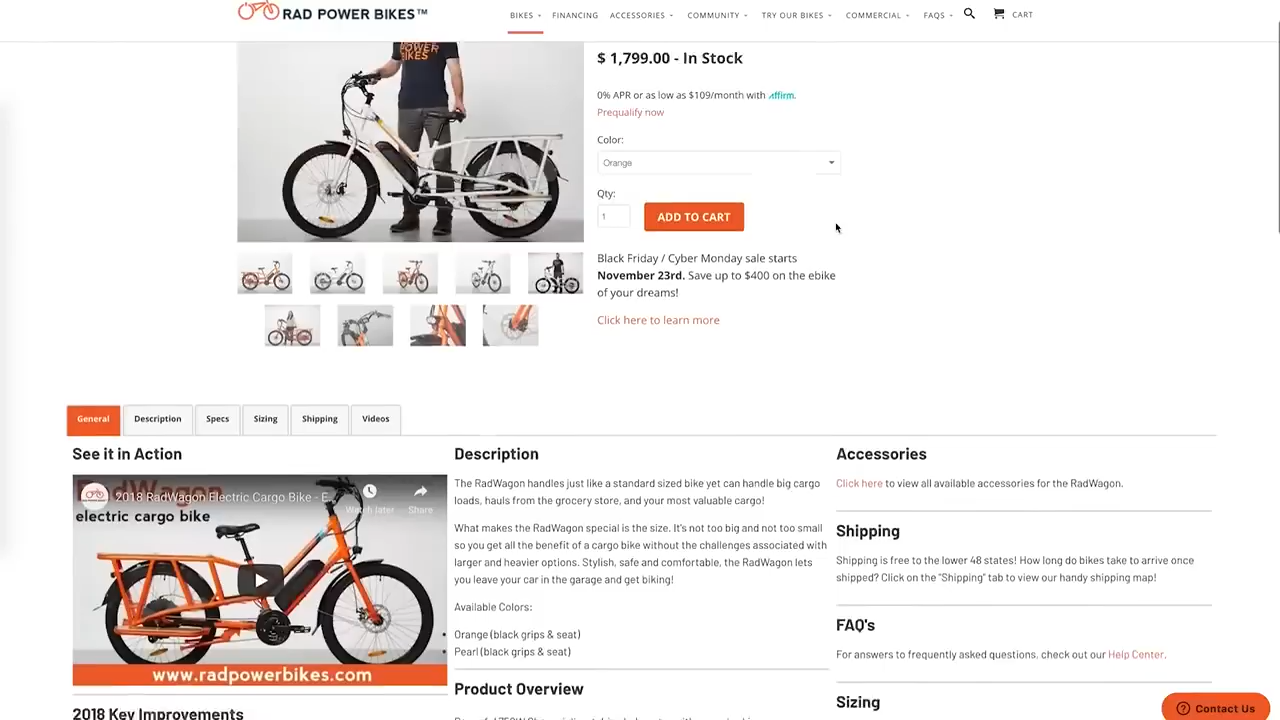 RAD POWER BIKES™
BIKES
FINANCING
ACCESSORIES
COMMUNITY
TRY OUR BIKES
COMMERCIAL
FAQS
CART
POWER
BIKES
$ 1,799.00 - In Stock
0% APR or as low as $109/month with affirm.
Prequalify now
Color:
Orange
Qty:
1
ADD TO CART
Black Friday / Cyber Monday sale starts
November 23rd. Save up to $400 on the ebike
of your dreams!
Click here to learn more
General
Description
Specs
Sizing
Shipping
Videos
See it in Action
2018 RadWagon Electric Cargo Bike - E...
Watch later
Share
RadWagon
electric cargo bike
www.radpowerbikes.com
2018 Key Improvements
Description
The RadWagon handles just like a standard sized bike yet can handle big cargo
loads, hauls from the grocery store, and your most valuable cargo!
What makes the RadWagon special is the size. It's not too big and not too small
so you get all the benefit of a cargo bike without the challenges associated with
larger and heavier options. Stylish, safe and comfortable, the RadWagon lets
you leave your car in the garage and get biking!
Available Colors:
Orange (black grips & seat)
Pearl (black grips & seat)
Product Overview
Accessories
Click here to view all available accessories for the RadWagon.
Shipping
Shipping is free to the lower 48 states! How long do bikes take to arrive once
shipped? Click on the "Shipping" tab to view our handy shipping map!
FAQ's
For answers to frequently asked questions, check out our Help Center.
Sizing
Contact Us